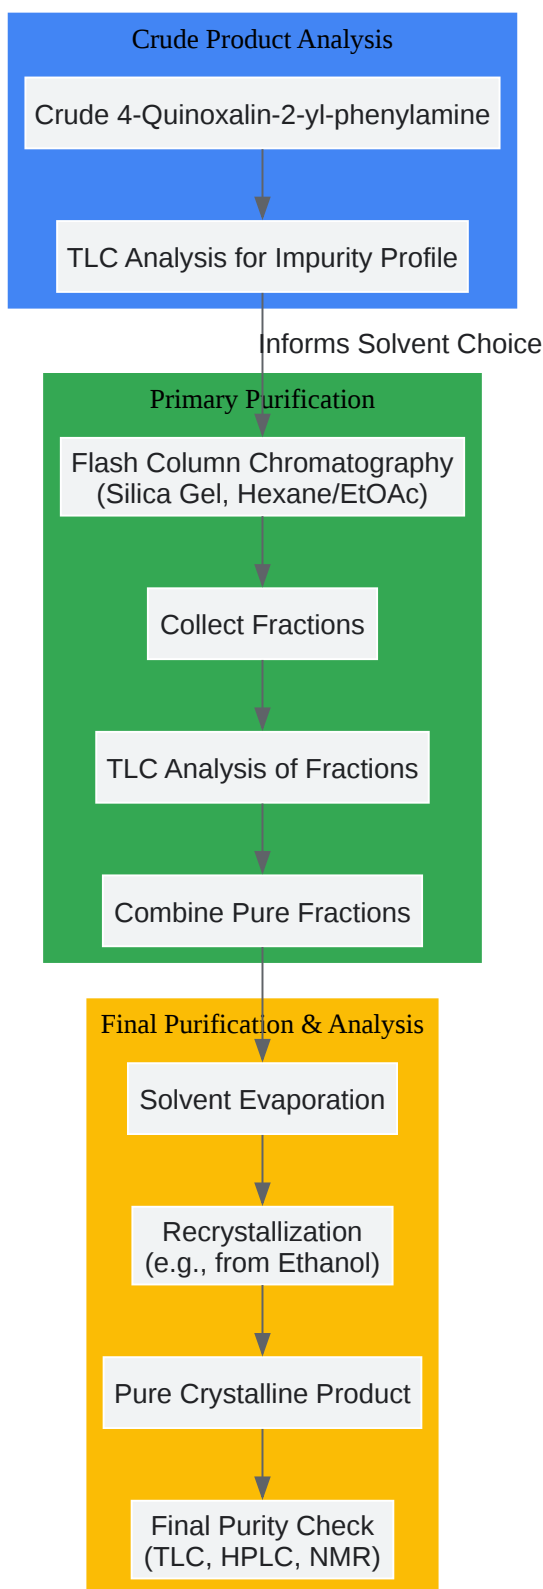 Crude Product Analysis
Crude 4-Quinoxalin-2-yl-phenylamine
TLC Analysis for Impurity Profile
Informs Solvent Choice
Primary Purification
Flash Column Chromatography
(Silica Gel, Hexane/EtOAc)
Collect Fractions
TLC Analysis of Fractions
Combine Pure Fractions
Final Purification & Analysis
Solvent Evaporation
Recrystallization
(e.g., from Ethanol)
Pure Crystalline Product
Final Purity Check
(TLC, HPLC, NMR)